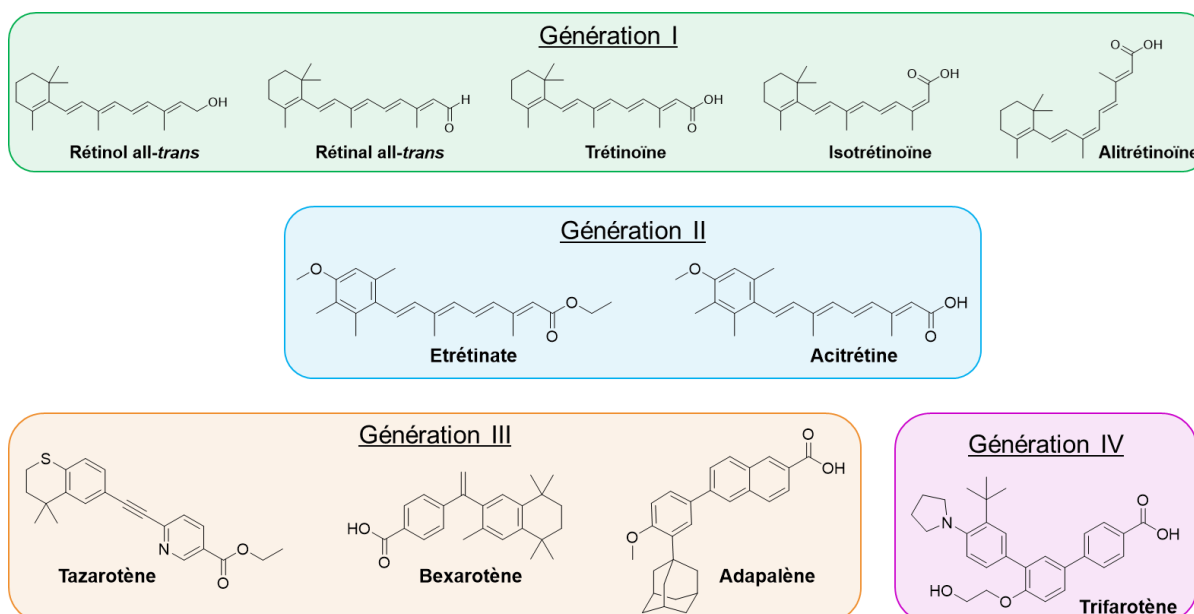 Génération I
OH
Rétinol all-trans
O
Rétinal all-trans
OH
O
Trétinoïne
O
OH
Isotrétinoïne
O
OH
Alitrétinoïne
Génération II
O
O
O
Etrétinate
O
OH
O
Acitrétine
Génération III
S
N
O
O
Tazarotène
O
OH
Bexarotène
O
OH
O
Adapalène
Génération IV
N
O
OH
HO
O
Trifarotène